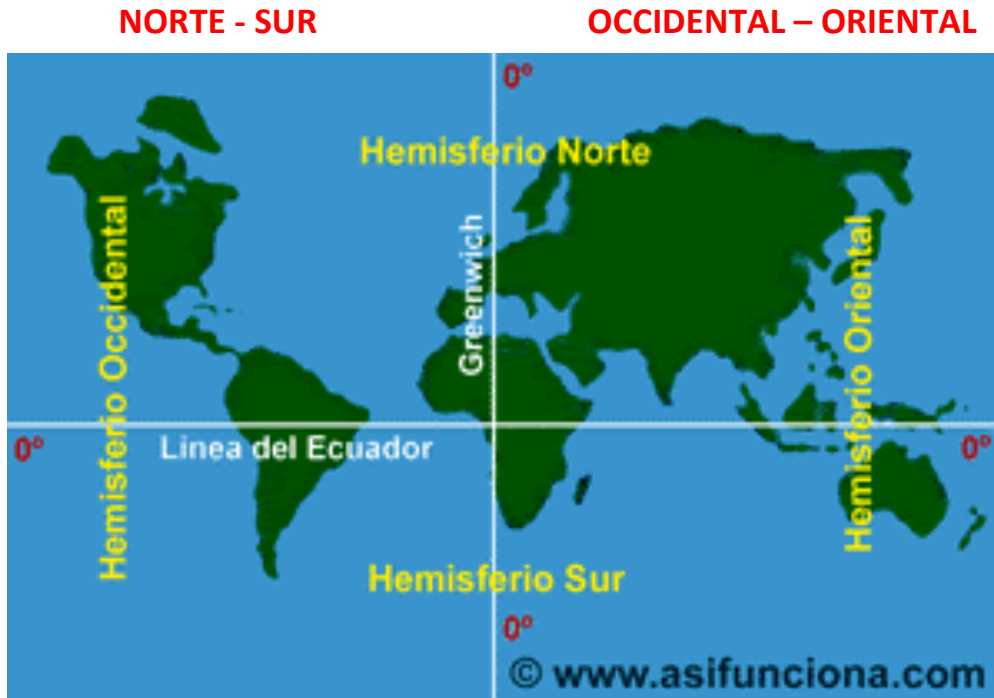 NORTE - SUR
OCCIDENTAL – ORIENTAL
0º
Hemisferio Norte
Hemisferio Occidental
Greenwich
Hemisferio Oriental
0º
Linea del Ecuador
0º
Hemisferio Sur
0º
© www.asifunciona.com